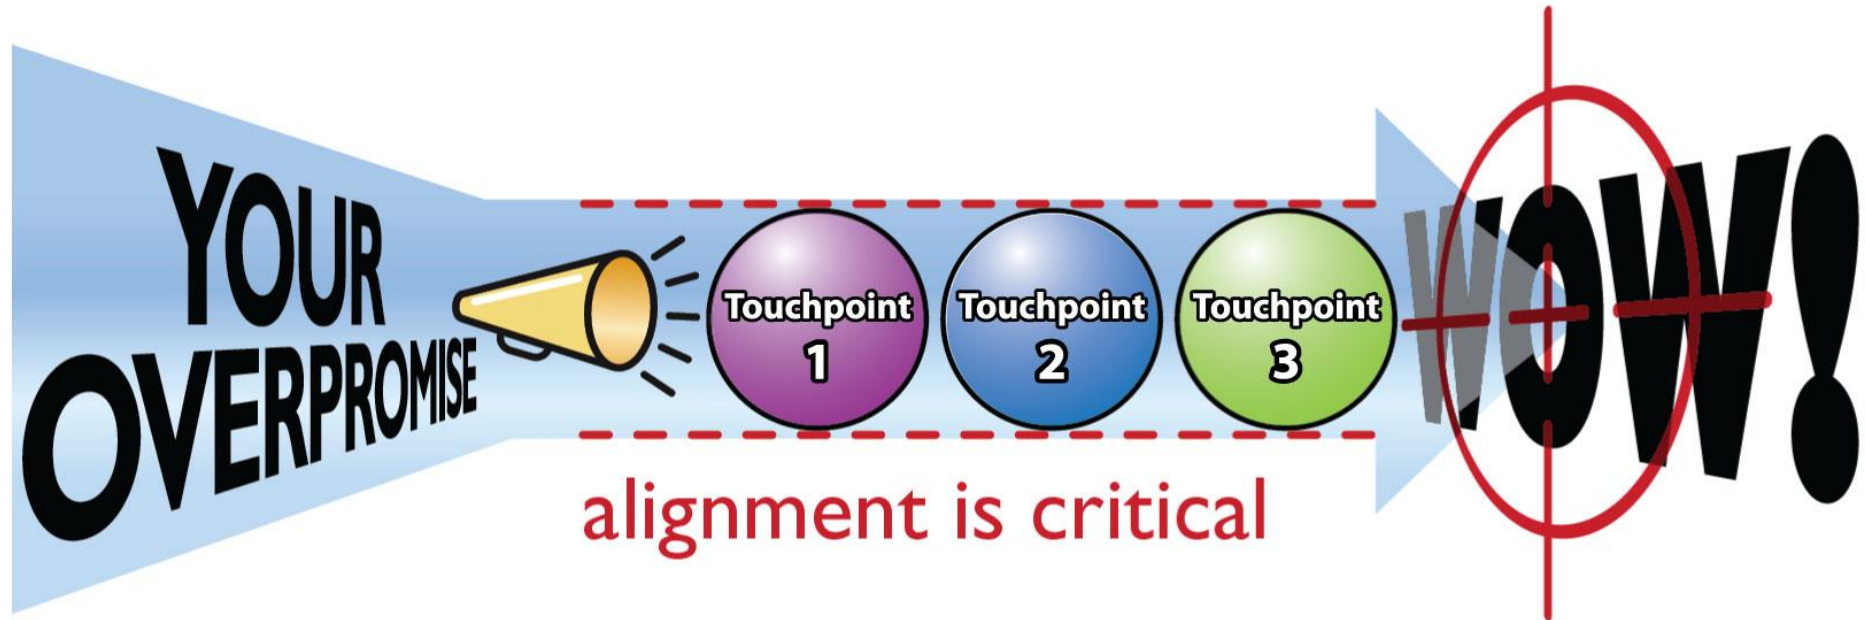 YOUR
OVERPROMISE
Touchpoint
1
Touchpoint
2
Touchpoint
3
WOW!
alignment is critical